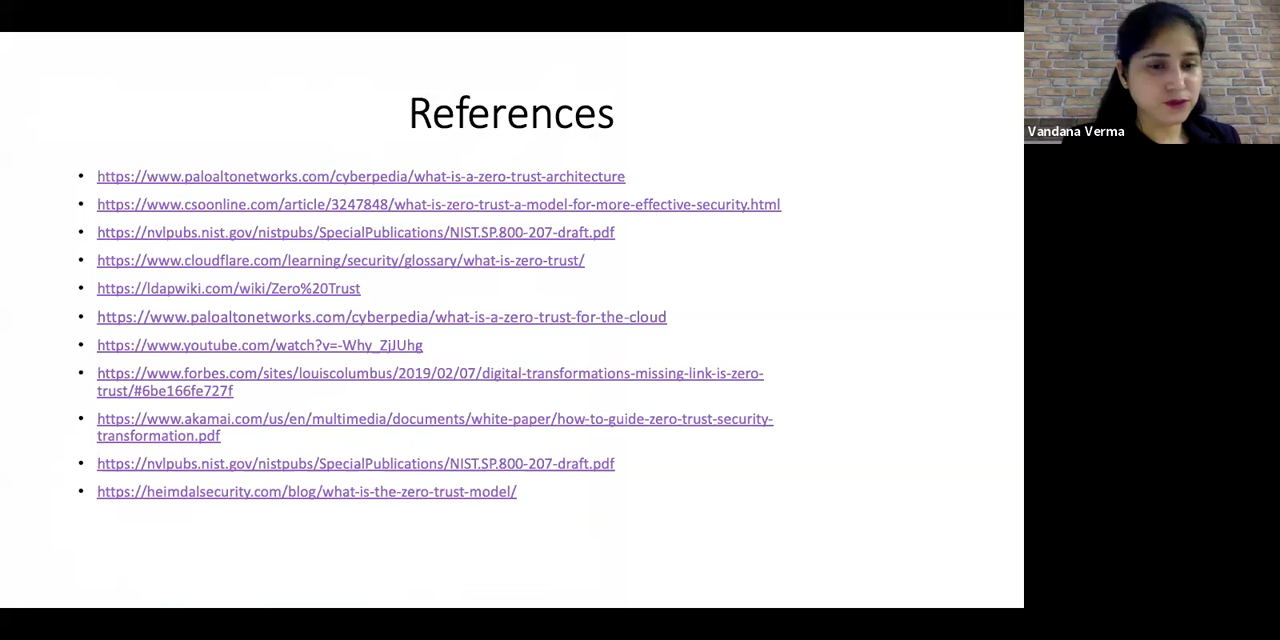 References
• https://www.paloaltonetworks.com/cyberpedia/what-is-a-zero-trust-architecture
• https://www.csoonline.com/article/3247848/what-is-zero-trust-a-model-for-more-effective-security.html
• https://nvlpubs.nist.gov/nistpubs/SpecialPublications/NIST.SP.800-207-draft.pdf
• https://www.cloudflare.com/learning/security/glossary/what-is-zero-trust/
• https://ldapwiki.com/wiki/Zero%20Trust
• https://www.paloaltonetworks.com/cyberpedia/what-is-a-zero-trust-for-the-cloud
• https://www.youtube.com/watch?v=-Why_ZjJUhg
• https://www.forbes.com/sites/louiscolumbus/2019/02/07/digital-transformations-missing-link-is-zero-
trust/#6be166fe727f
• https://www.akamai.com/us/en/multimedia/documents/white-paper/how-to-guide-zero-trust-security-
transformation.pdf
• https://nvlpubs.nist.gov/nistpubs/SpecialPublications/NIST.SP.800-207-draft.pdf
• https://heimdalsecurity.com/blog/what-is-the-zero-trust-model/
Vandana Verma